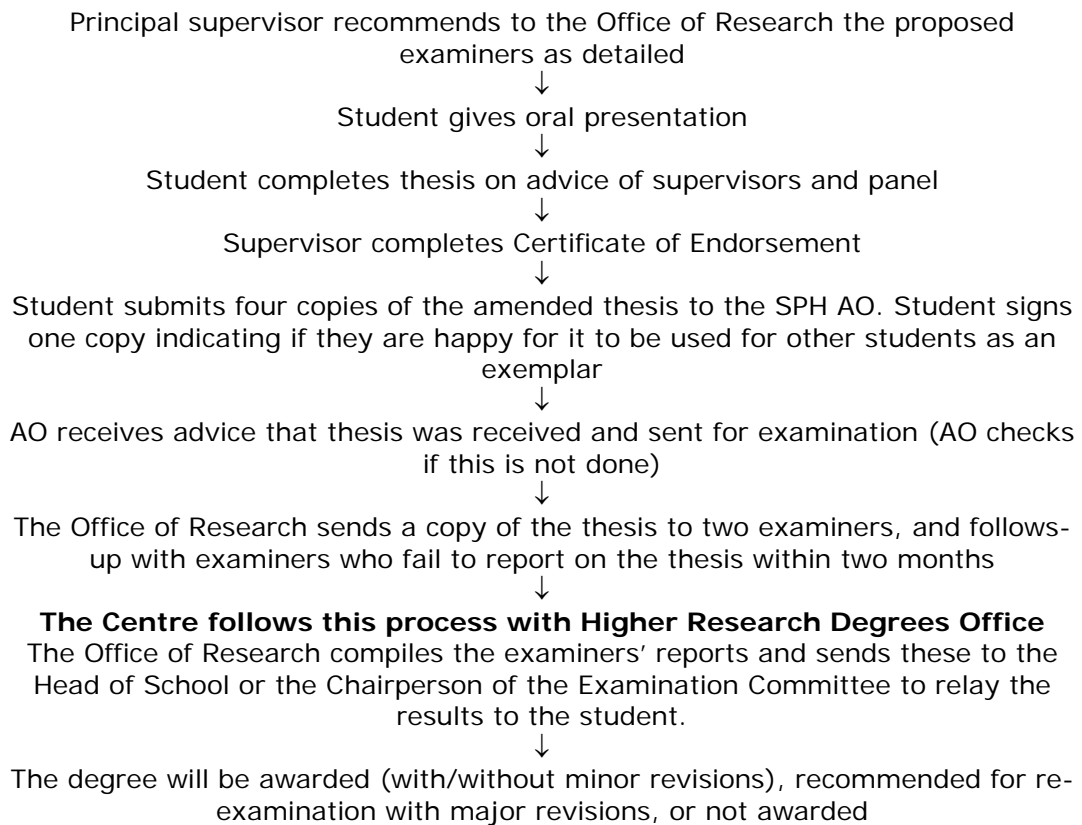 Principal supervisor recommends to the Office of Research the proposed
examiners as detailed
↓
Student gives oral presentation
↓
Student completes thesis on advice of supervisors and panel
↓
Supervisor completes Certificate of Endorsement
↓
Student submits four copies of the amended thesis to the SPH AO. Student signs
one copy indicating if they are happy for it to be used for other students as an
exemplar
↓
AO receives advice that thesis was received and sent for examination (AO checks
if this is not done)
↓
The Office of Research sends a copy of the thesis to two examiners, and follows-
up with examiners who fail to report on the thesis within two months
↓
The Centre follows this process with Higher Research Degrees Office
The Office of Research compiles the examiners' reports and sends these to the
Head of School or the Chairperson of the Examination Committee to relay the
results to the student.
↓
The degree will be awarded (with/without minor revisions), recommended for re-
examination with major revisions, or not awarded